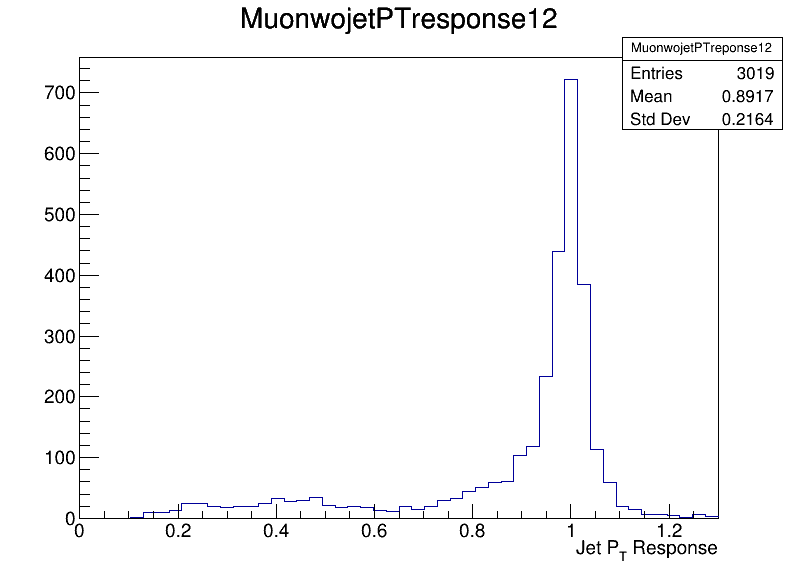 MuonwojetPTresponse12
MuonwojetPTreponse12
Entries 3019
Mean 0.8917
Std Dev 0.2164
700
600
500
400
300
200
100
0
0 0.2 0.4 0.6 0.8 1 1.2
Jet PT Response